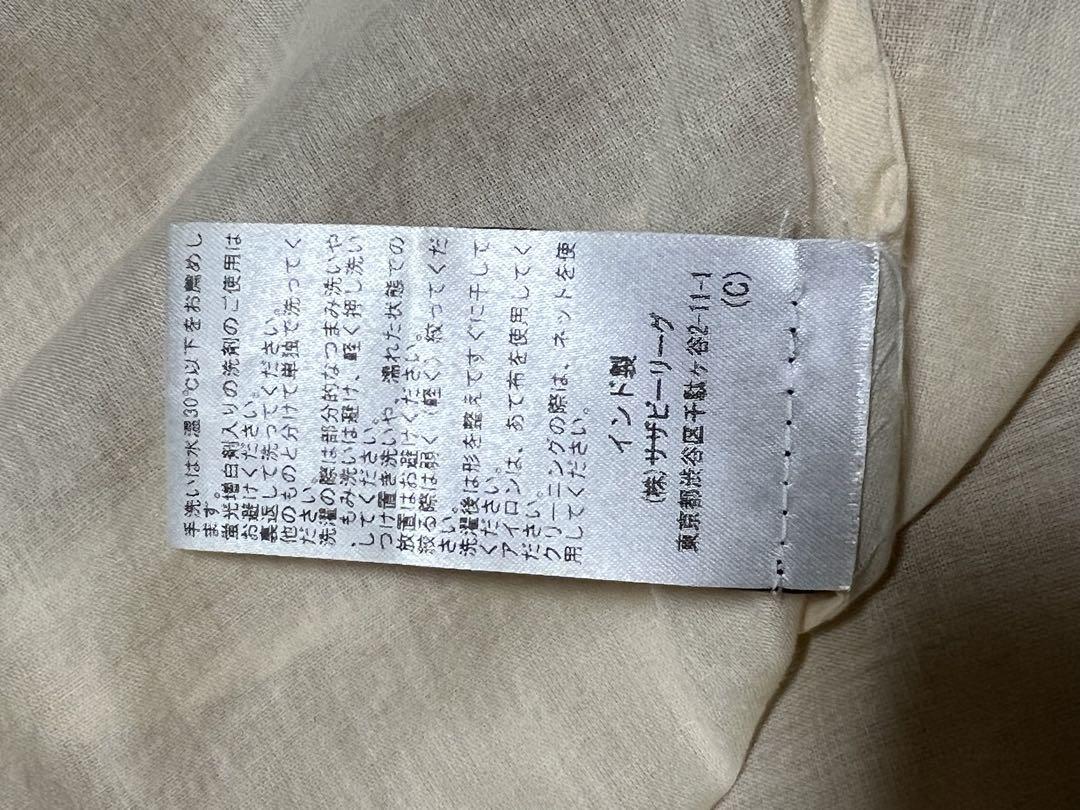 手洗いは水温30℃以下をお薦めし
ます。
蛍光増白剤入りの洗剤のご使用は
お避けください。
裏返して洗ってください。
他のものと分けて単独で洗ってく
ださい。
洗濯の際は部分的なつまみ洗いや
、もみ洗いは避け、軽く押し洗い
してください。
つけ置き洗いや、濡れた状態での
放置はお避けください。
絞る際は弱く（軽く）絞ってくだ
さい。
洗濯後は形を整えてすぐに干して
ください。
アイロンは、あて布を使用してく
ださい。
クリーニングの際は、ネットを使
用してください。
インド製
(株)サザビーリーグ
東京都渋谷区千駄ヶ谷2-11-1
(C)